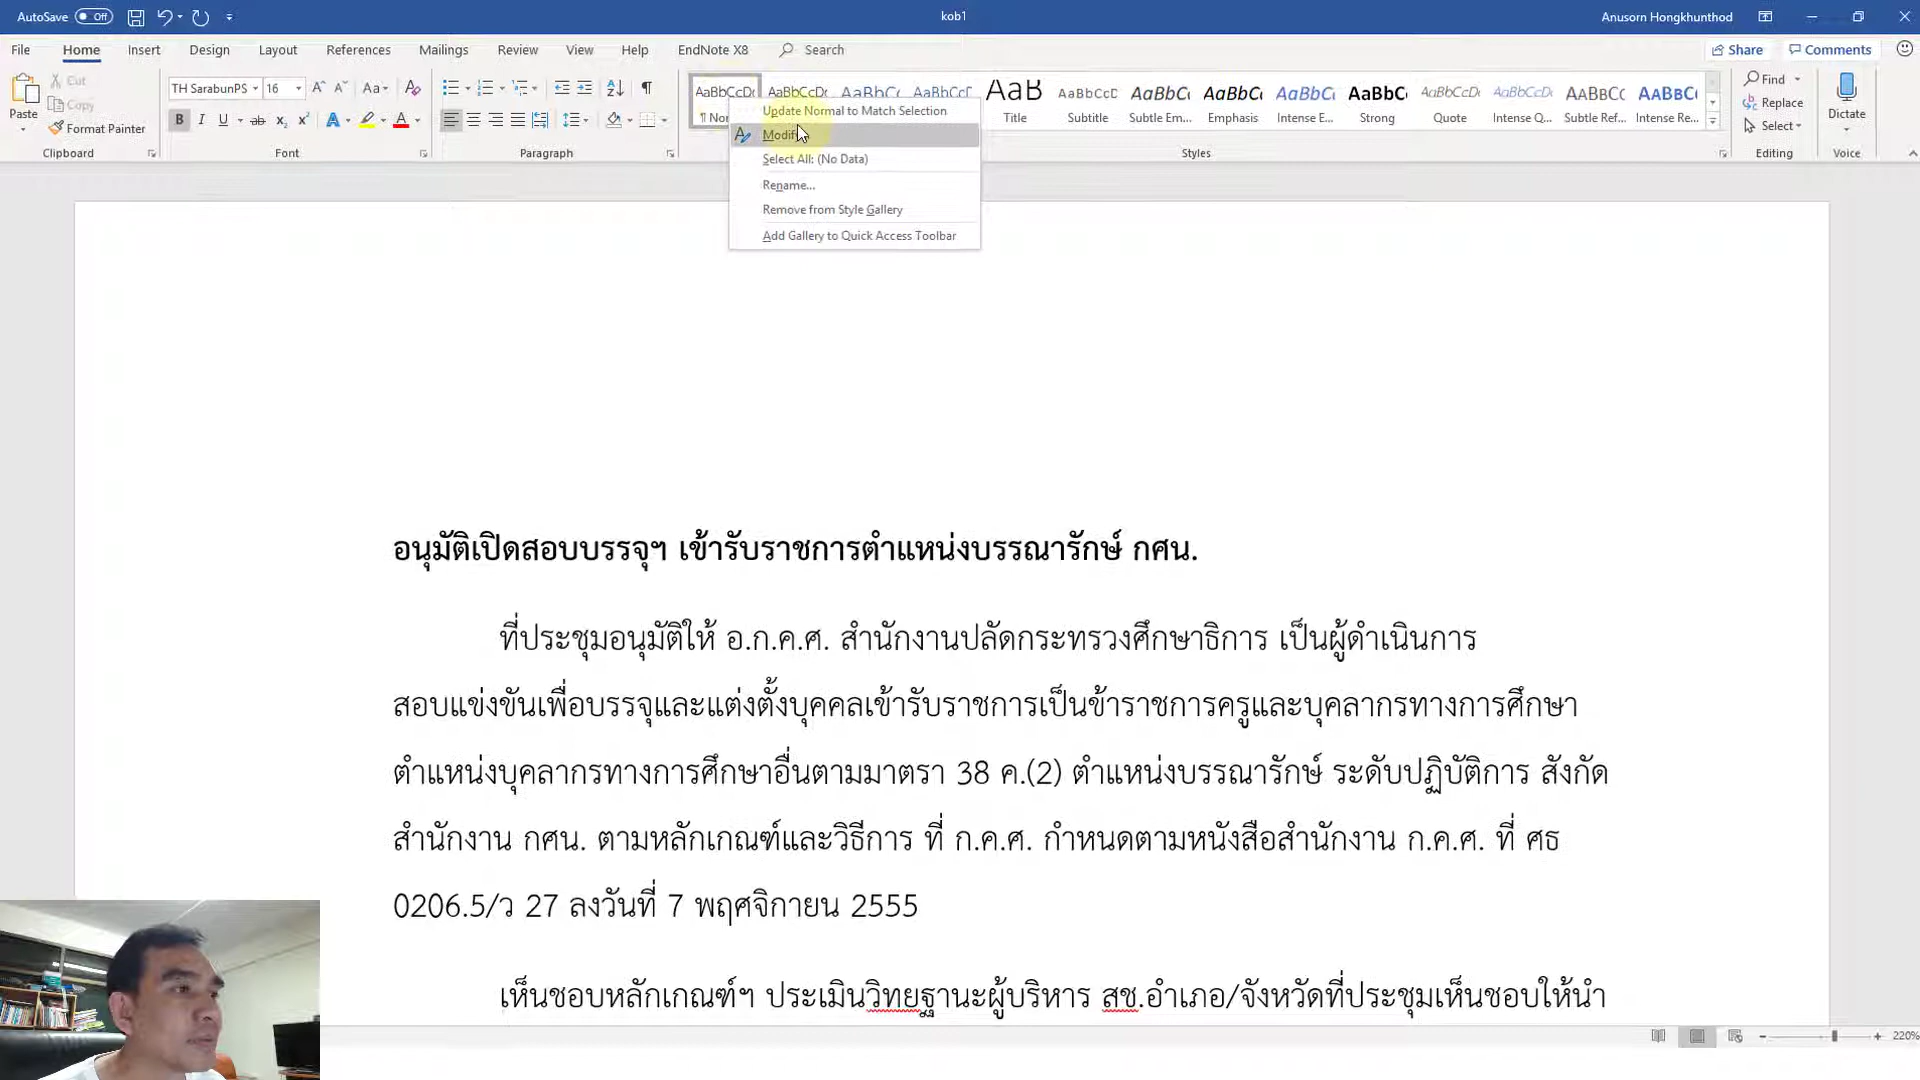 AutoSave Off kob1 Anusorn Hongkhunthod
File Home Insert Design Layout References Mailings Review View Help EndNote X8 Search Share Comments
Paste Cut Copy Format Painter Clipboard
TH SarabunPS 16 Aa A B I U ab x₂ x² A A Font
Paragraph
AaBbCcDc AaBbCcDc AaBbCc AaBbCcD AaB AaBbCcD AaBbCc AaBbCc AaBbCc AaBbCc AaBbCcDc AaBbCcDc AaBbCcD AaBbC
¶ Nor Title Subtitle Subtle Em... Emphasis Intense E... Strong Quote Intense Q... Subtle Ref... Intense Re...
Styles
Find Replace Select Editing
Dictate Voice
Update Normal to Match Selection
Modify
Select All: (No Data)
Rename...
Remove from Style Gallery
Add Gallery to Quick Access Toolbar
อนุมัติเปิดสอบบรรจุฯ เข้ารับราชการตำแหน่งบรรณารักษ์ กศน.
ที่ประชุมอนุมัติให้ อ.ก.ค.ศ. สำนักงานปลัดกระทรวงศึกษาธิการ เป็นผู้ดำเนินการ
สอบแข่งขันเพื่อบรรจุและแต่งตั้งบุคคลเข้ารับราชการเป็นข้าราชการครูและบุคลากรทางการศึกษา
ตำแหน่งบุคลากรทางการศึกษาอื่นตามมาตรา 38 ค.(2) ตำแหน่งบรรณารักษ์ ระดับปฏิบัติการ สังกัด
สำนักงาน กศน. ตามหลักเกณฑ์และวิธีการ ที่ ก.ค.ศ. กำหนดตามหนังสือสำนักงาน ก.ค.ศ. ที่ ศธ
0206.5/ว 27 ลงวันที่ 7 พฤศจิกายน 2555
เห็นชอบหลักเกณฑ์ฯ ประเมินวิทยฐานะผู้บริหาร สช.อำเภอ/จังหวัดที่ประชุมเห็นชอบให้นำ
220%